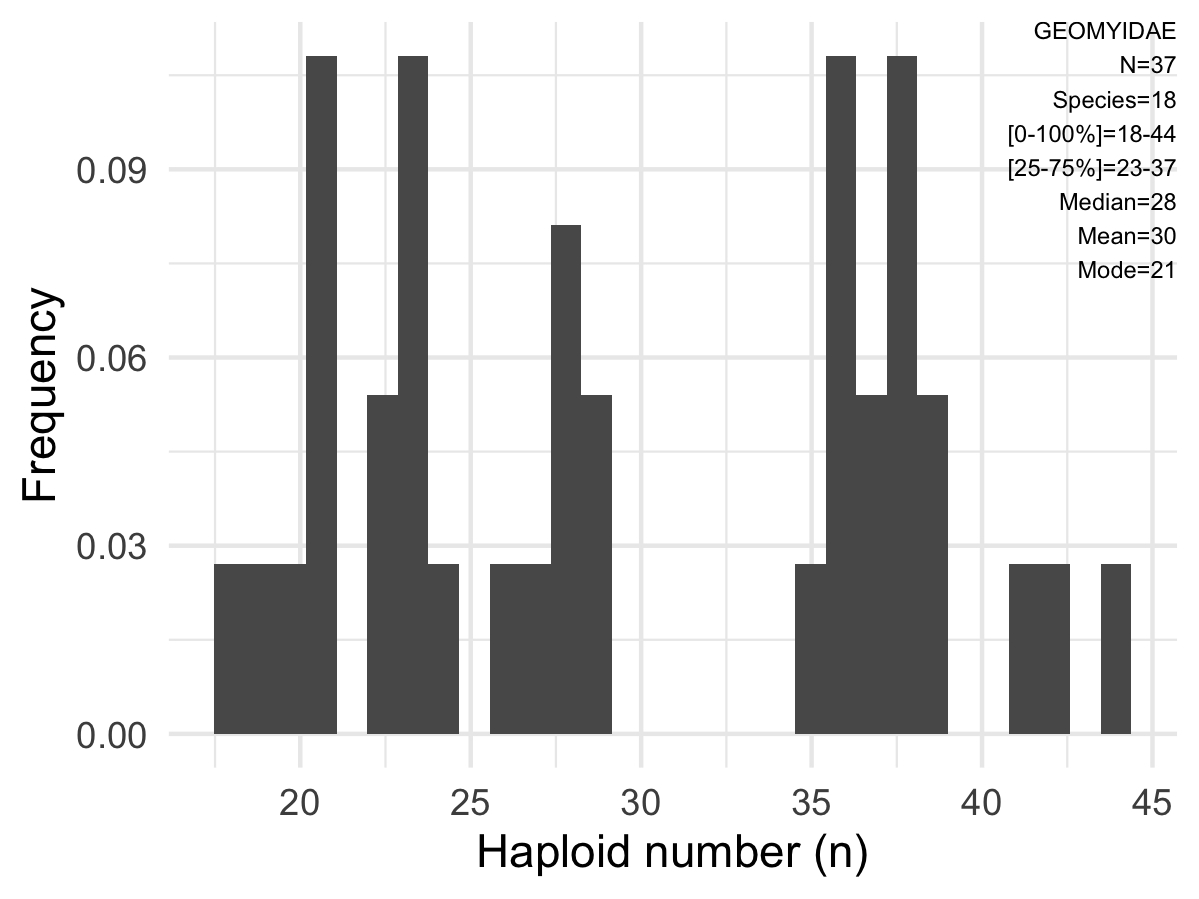 GEOMYIDAE
N=37
Species=18
[0-100%]=18-44
[25-75%]=23-37
Median=28
Mean=30
Mode=21
Frequency
0.09
0.06
0.03
0.00
20 25 30 35 40 45
Haploid number (n)